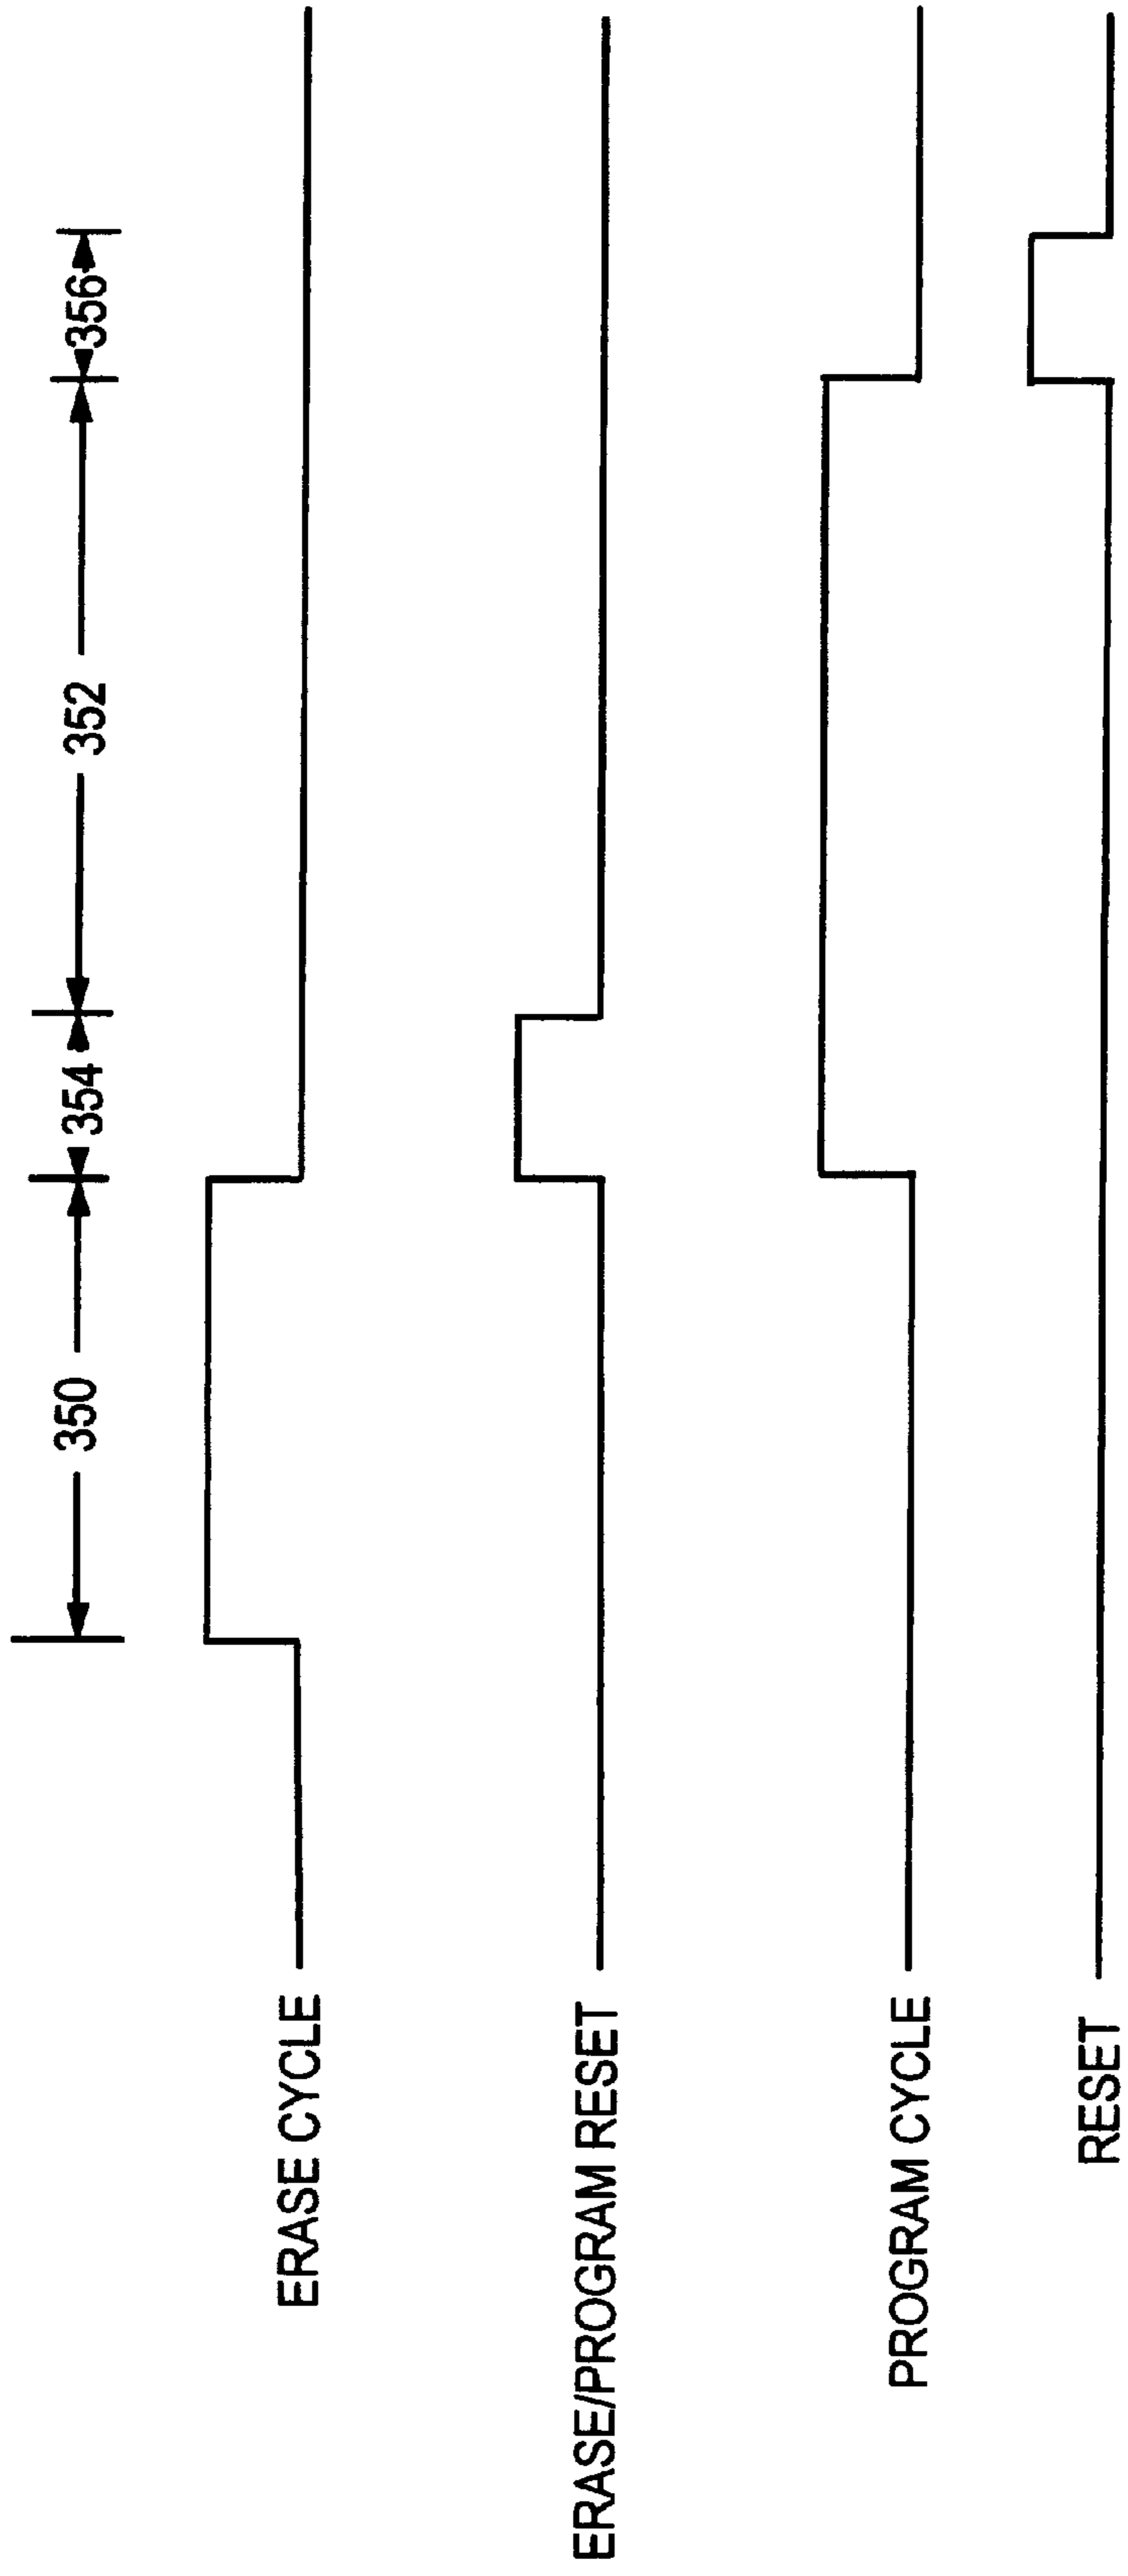 350
354
352
356
ERASE CYCLE
ERASE/PROGRAM RESET
PROGRAM CYCLE
RESET